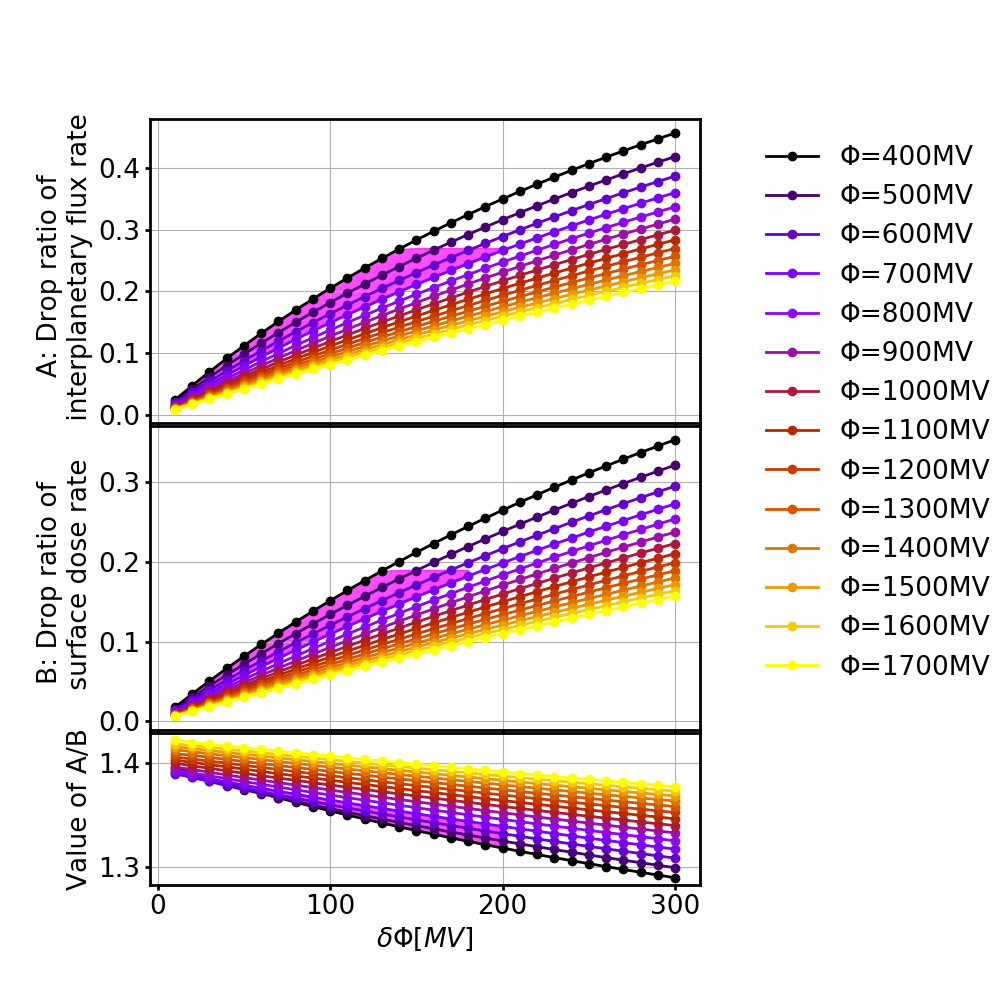 A: Drop ratio of
interplanetary flux rate
0.4
0.3
0.2
0.1
0.0
B: Drop ratio of
surface dose rate
0.3
0.2
0.1
0.0
Value of A/B
1.4
1.3
0
100
200
300
δΦ[MV]
Φ=400MV
Φ=500MV
Φ=600MV
Φ=700MV
Φ=800MV
Φ=900MV
Φ=1000MV
Φ=1100MV
Φ=1200MV
Φ=1300MV
Φ=1400MV
Φ=1500MV
Φ=1600MV
Φ=1700MV